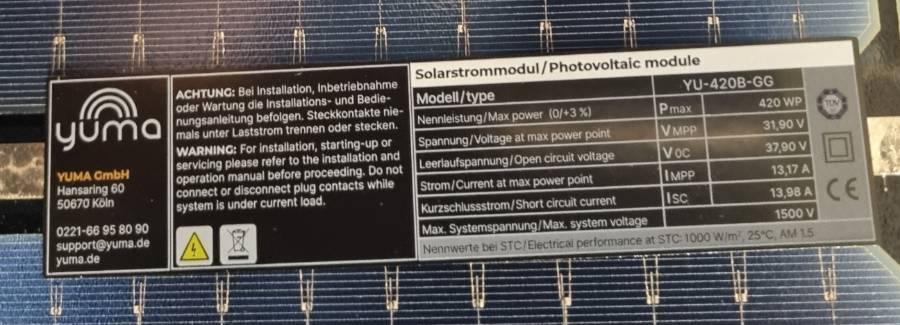 yuma
YUMA GmbH
Hansaring 60
50670 Köln
0221-66 95 80 90
support@yuma.de
yuma.de
ACHTUNG: Bei Installation, Inbetriebnahme
oder Wartung die Installations- und Bedie-
nungsanleitung befolgen. Steckkontakte nie-
mals unter Laststrom trennen oder stecken.
WARNING: For installation, starting-up or
servicing please refer to the installation and
operation manual before proceeding. Do not
connect or disconnect plug contacts while
system is under current load.
Solarstrommodul/Photovoltaic module
Modell/type YU-420B-GG
Nennleistung/Max power (0/+3 %) Pmax 420 WP
Spannung/Voltage at max power point VMPP 31,90 V
Leerlaufspannung/Open circuit voltage VOC 37,90 V
Strom/Current at max power point IMPP 13,17 A
Kurzschlussstrom/Short circuit current ISC 13,98 A
Max. Systemspannung/Max. system voltage 1500 V
Nennwerte bei STC/Electrical performance at STC: 1000 W/m², 25°C, AM 1.5
TÜV
CE